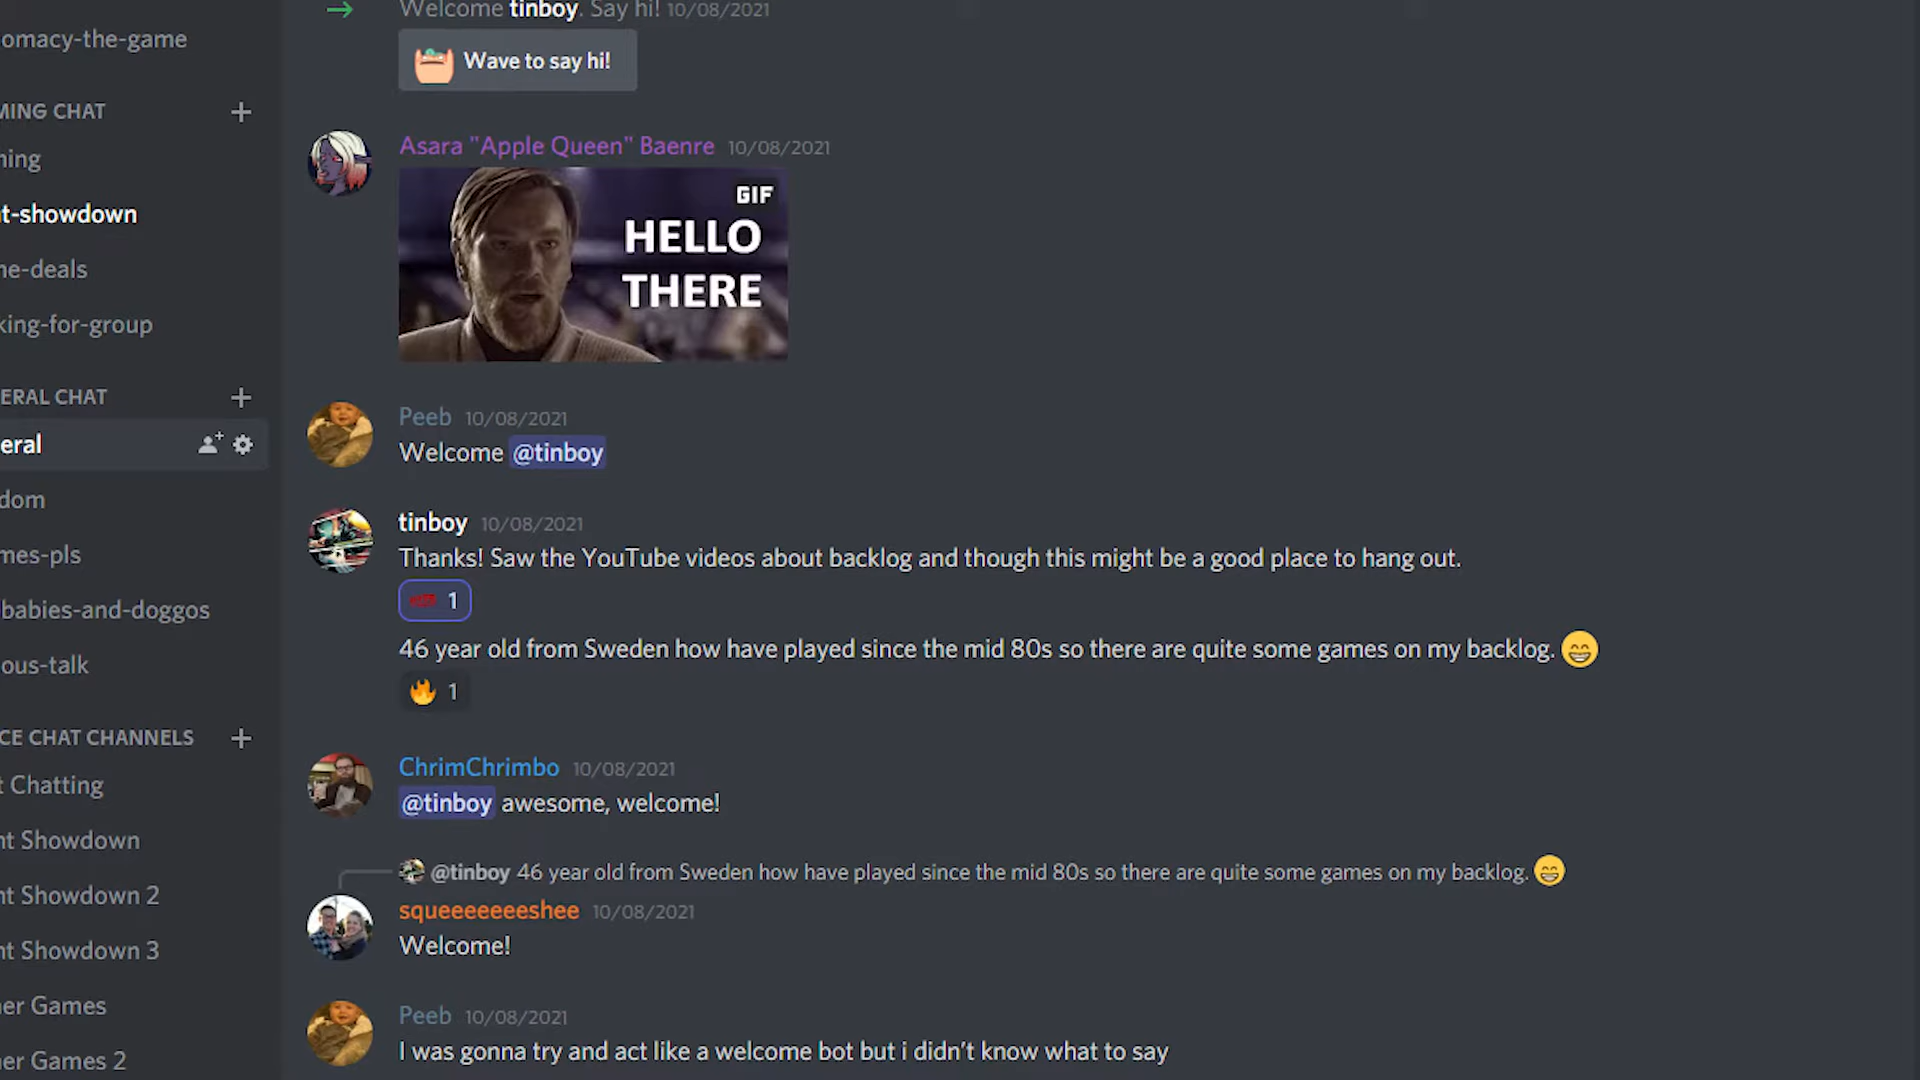 Welcome tinboy. Say hi! 10/08/2021
Wave to say hi!
Asara "Apple Queen" Baenre 10/08/2021
GIF
HELLO
THERE
Peeb 10/08/2021
Welcome @tinboy
tinboy 10/08/2021
Thanks! Saw the YouTube videos about backlog and though this might be a good place to hang out.
1
46 year old from Sweden how have played since the mid 80s so there are quite some games on my backlog. 😁
🔥 1
ChrimChrimbo 10/08/2021
@tinboy awesome, welcome!
@tinboy 46 year old from Sweden how have played since the mid 80s so there are quite some games on my backlog. 😁
squeeeeeeeshee 10/08/2021
Welcome!
Peeb 10/08/2021
I was gonna try and act like a welcome bot but i didn't know what to say
omacy-the-game
MING CHAT
ning
t-showdown
ne-deals
king-for-group
ERAL CHAT
eral
dom
mes-pls
babies-and-doggos
ous-talk
CE CHAT CHANNELS
t Chatting
nt Showdown
nt Showdown 2
nt Showdown 3
er Games
er Games 2